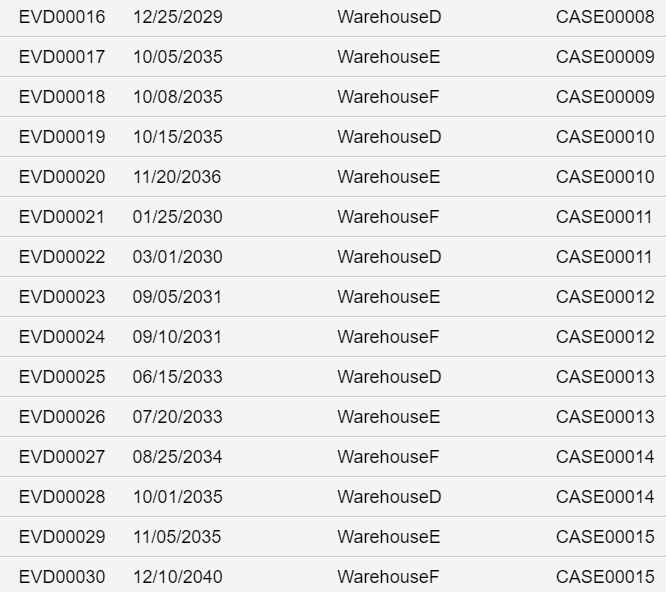 EVD00016 12/25/2029 WarehouseD CASE00008
EVD00017 10/05/2035 WarehouseE CASE00009
EVD00018 10/08/2035 WarehouseF CASE00009
EVD00019 10/15/2035 WarehouseD CASE00010
EVD00020 11/20/2036 WarehouseE CASE00010
EVD00021 01/25/2030 WarehouseF CASE00011
EVD00022 03/01/2030 WarehouseD CASE00011
EVD00023 09/05/2031 WarehouseE CASE00012
EVD00024 09/10/2031 WarehouseF CASE00012
EVD00025 06/15/2033 WarehouseD CASE00013
EVD00026 07/20/2033 WarehouseE CASE00013
EVD00027 08/25/2034 WarehouseF CASE00014
EVD00028 10/01/2035 WarehouseD CASE00014
EVD00029 11/05/2035 WarehouseE CASE00015
EVD00030 12/10/2040 WarehouseF CASE00015